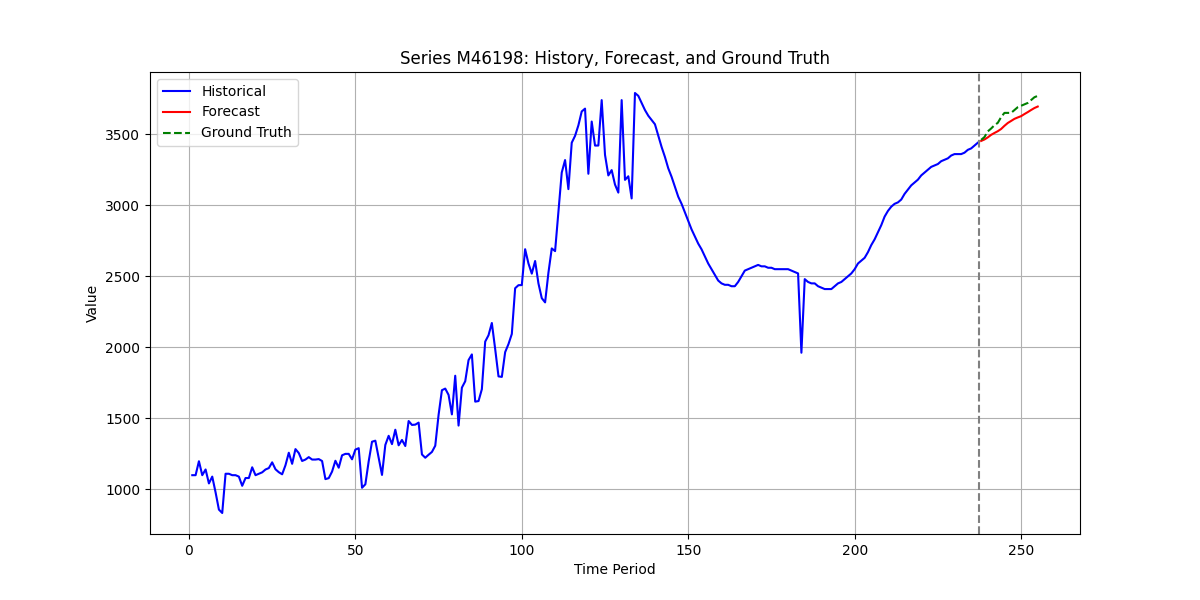 Series M46198: History, Forecast, and Ground Truth
Historical
Forecast
Ground Truth
Value
3500
3000
2500
2000
1500
1000
0 50 100 150 200 250
Time Period